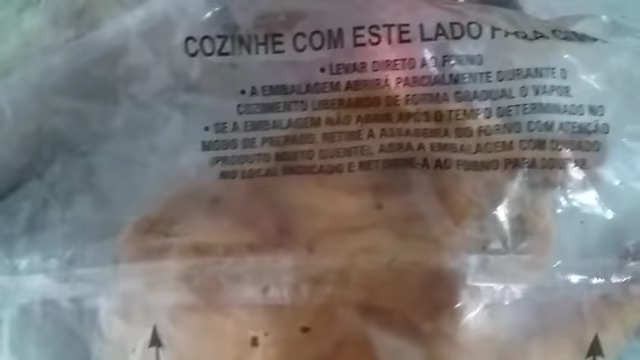 COZINHE COM ESTE LADO PARA CIMA
• LEVAR DIRETO AO FORNO
• A EMBALAGEM ABRIRÁ PARCIALMENTE DURANTE O
COZIMENTO LIBERANDO DE FORMA GRADUAL O VAPOR.
• SE A EMBALAGEM NÃO ABRIR APÓS O TEMPO DETERMINADO NO
MODO DE PREPARO, RETIRE A ASSADEIRA DO FORNO COM ATENÇÃO
(PRODUTO MUITO QUENTE), ABRA A EMBALAGEM COM CUIDADO
NO LOCAL INDICADO E RETORNE-A AO FORNO PARA DOURAR.